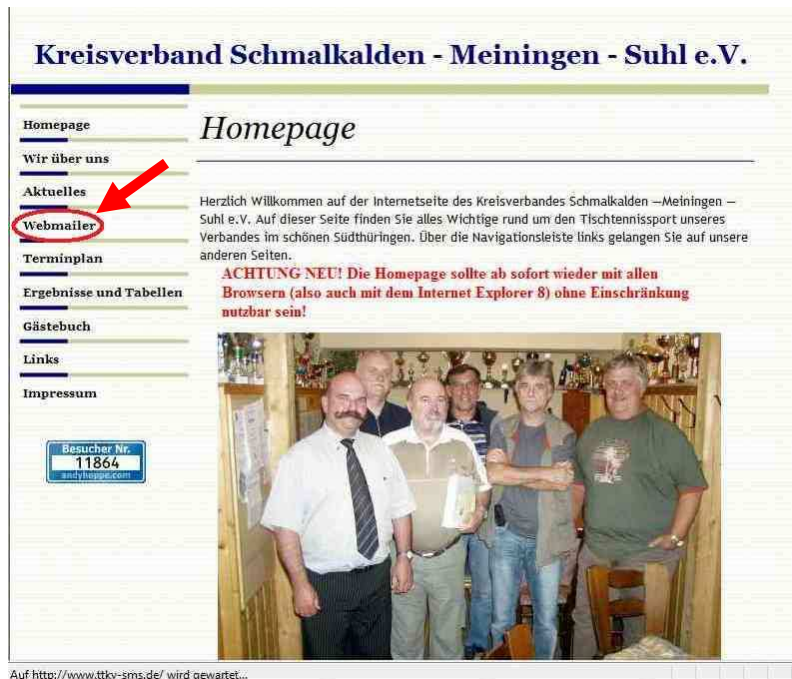 Kreisverband Schmalkalden - Meiningen - Suhl e.V.
Homepage
Wir über uns
Aktuelles
Webmailer
Terminplan
Ergebnisse und Tabellen
Gästebuch
Links
Impressum
Besucher Nr.
11864
andyhoppe.com
Homepage
Herzlich Willkommen auf der Internetseite des Kreisverbandes Schmalkalden —Meiningen —
Suhl e.V. Auf dieser Seite finden Sie alles Wichtige rund um den Tischtennissport unseres
Verbandes im schönen Südthüringen. Über die Navigationsleiste links gelangen Sie auf unsere
anderen Seiten.
ACHTUNG NEU! Die Homepage sollte ab sofort wieder mit allen
Browsern (also auch mit dem Internet Explorer 8) ohne Einschränkung
nutzbar sein!
Auf http://www.ttkv-sms.de/ wird gewartet...